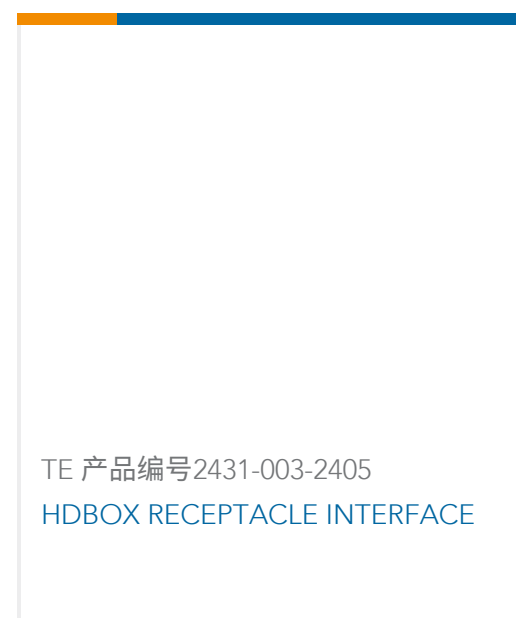 TE 产品编号2431-003-2405
HDBOX RECEPTACLE INTERFACE